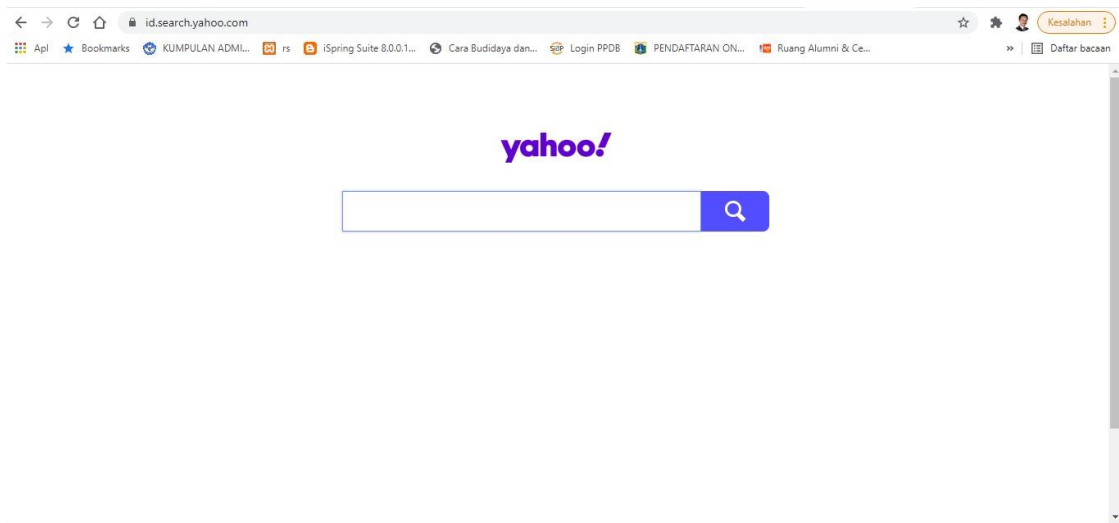 id.search.yahoo.com
Kesalahan
Apl Bookmarks KUMPULAN ADMI... rs iSpring Suite 8.0.0.1... Cara Budidaya dan... Login PPDB PENDAFTARAN ON... Ruang Alumni & Ce... » Daftar bacaan
yahoo!